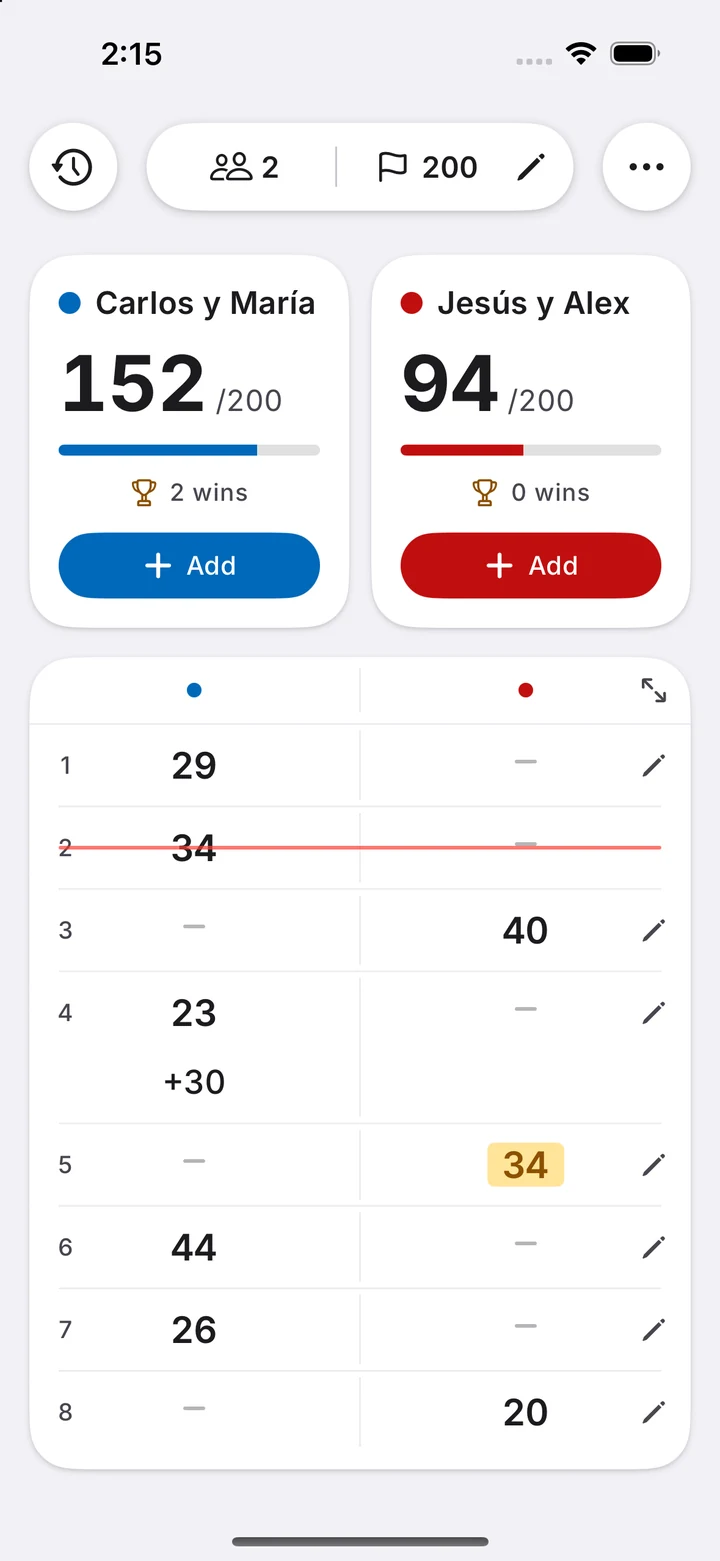 2:15
2 200
Carlos y María
152 /200
2 wins
+ Add
Jesús y Alex
94 /200
0 wins
+ Add
1 29 –
2 34 –
3 – 40
4 23 –
+30
5 – 34
6 44 –
7 26 –
8 – 20